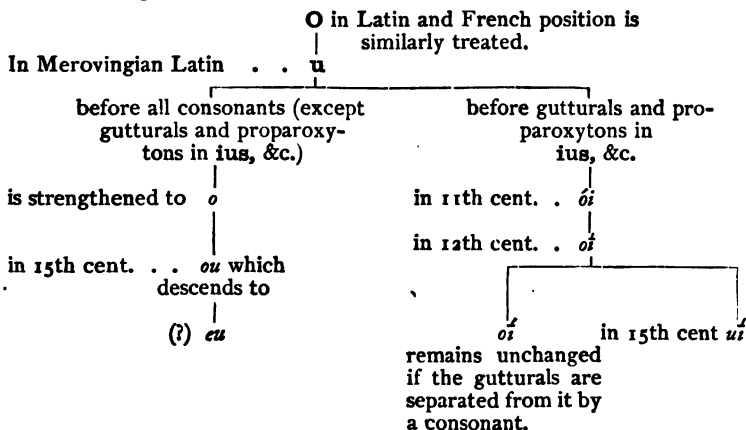 O in Latin and French position is
similarly treated.
In Merovingian Latin . . u
before all consonants (except
gutturals and proparoxy-
tons in ius, &c.)
before gutturals and pro-
paroxytons in
ius, &c.
is strengthened to o
in 11th cent. . ói
in 12th cent. . oí
in 15th cent. . . ou which
descends to
(?) eu
oí
remains unchanged
if the gutturals are
separated from it by
a consonant.
in 15th cent uí